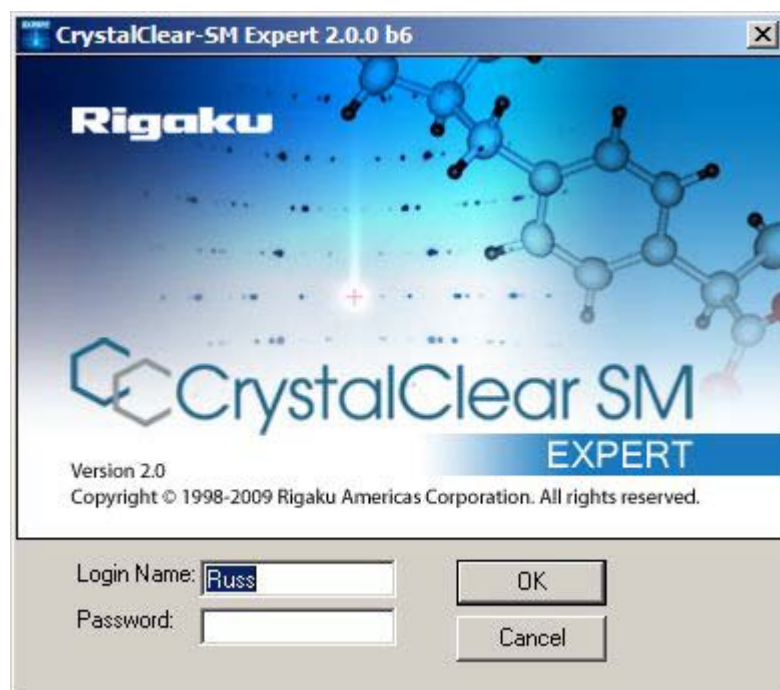 CrystalClear-SM Expert 2.0.0 b6
Rigaku
CrystalClear SM
EXPERT
Version 2.0
Copyright © 1998-2009 Rigaku Americas Corporation. All rights reserved.
Login Name: Russ
OK
Password:
Cancel